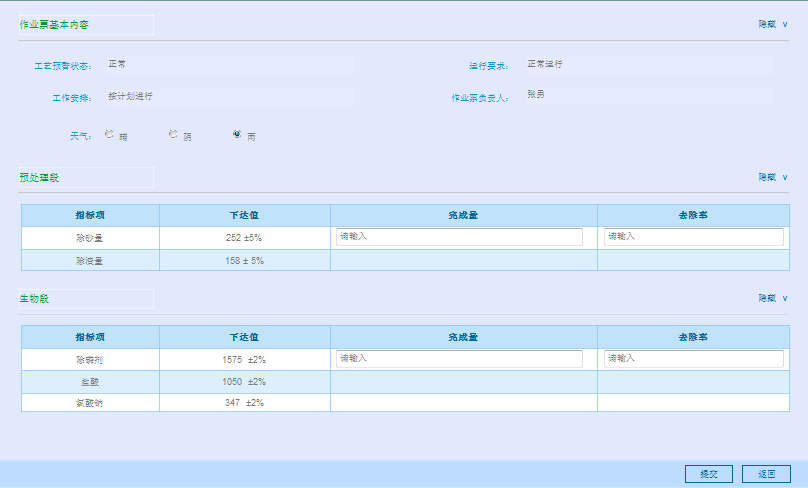 作业票基本内容 隐藏 ∨
工艺预警状态： 正常 运行要求： 正常运行
工作安排： 按计划进行 作业票负责人： 张勇
天气： 晴 阴 雨
预处理段 隐藏 ∨
指标项 下达值 完成量 去除率
除砂量 252 ±5% 请输入 请输入
除渣量 158 ± 5%
生物段 隐藏 ∨
指标项 下达值 完成量 去除率
除磷剂 1575 ±2% 请输入 请输入
盐酸 1050 ±2%
氯酸钠 347 ±2%
提交 返回